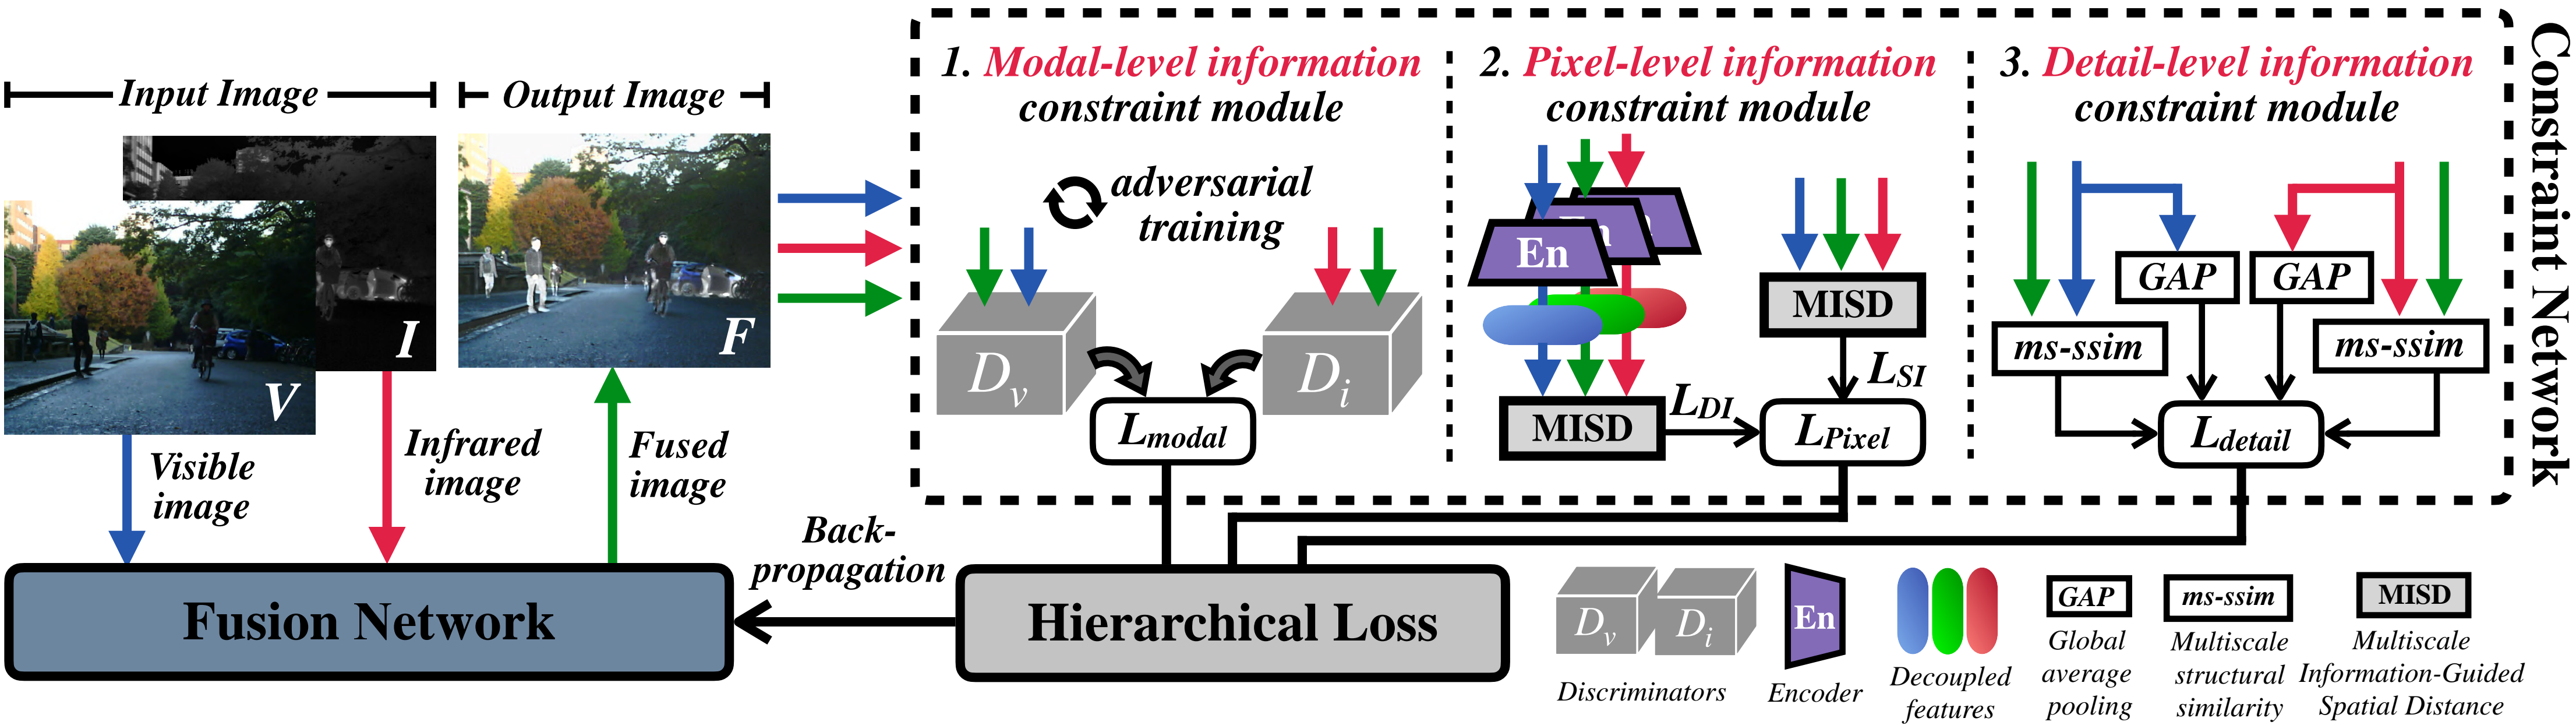 Input Image
Output Image
V
I
F
Visible
image
Infrared
image
Fused
image
Fusion Network
Back-
propagation
Hierarchical Loss
Constraint Network
1. Modal-level information
constraint module
adversarial
training
Dv
Di
Lmodal
2. Pixel-level information
constraint module
En
n
MISD
LDI
MISD
LSI
LPixel
3. Detail-level information
constraint module
GAP
GAP
ms-ssim
ms-ssim
Ldetail
Dv
Di
Discriminators
En
Encoder
Decoupled
features
GAP
Global
average
pooling
ms-ssim
Multiscale
structural
similarity
MISD
Multiscale
Information-Guided
Spatial Distance